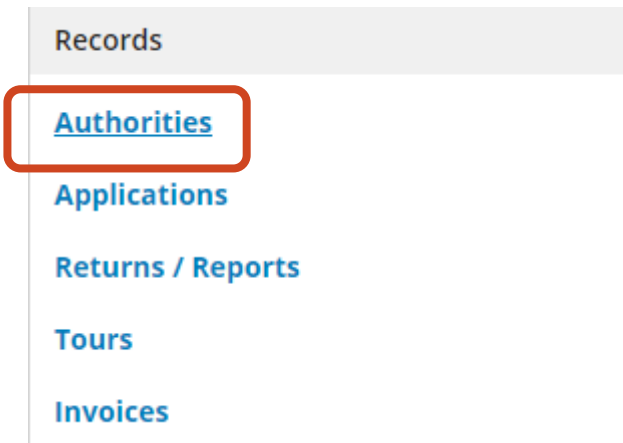 Records
Authorities
Applications
Returns / Reports
Tours
Invoices